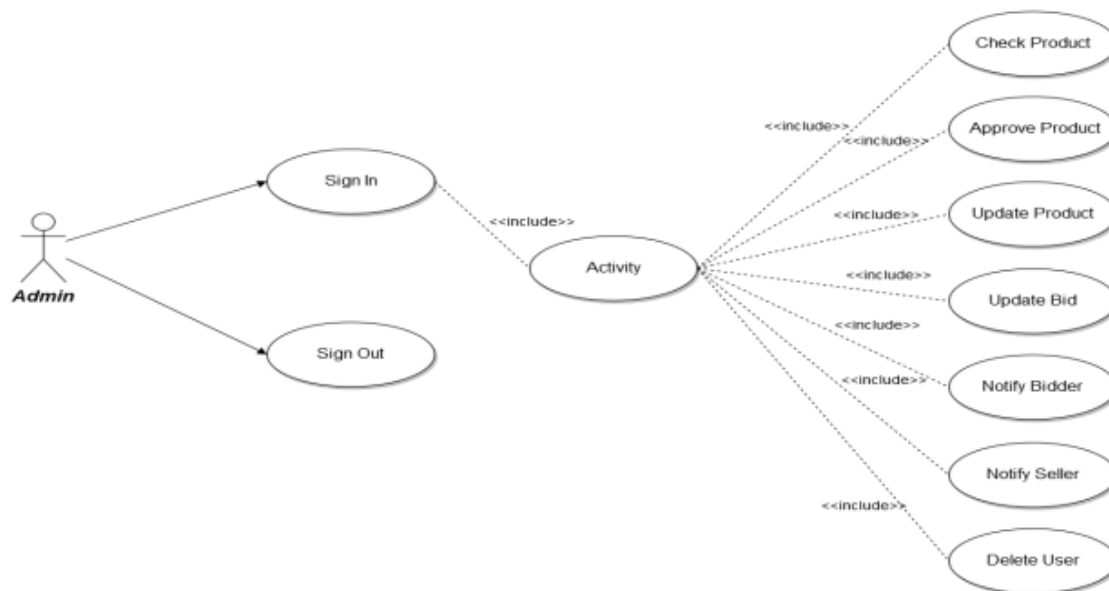 Check Product
<<include>>
Approve Product
<<include>>
Sign In
<<include>>
Update Product
<<include>>
Activity
<<include>>
Update Bid
Admin
<<include>>
Sign Out
<<include>>
Notify Bidder
Notify Seller
<<include>>
Delete User